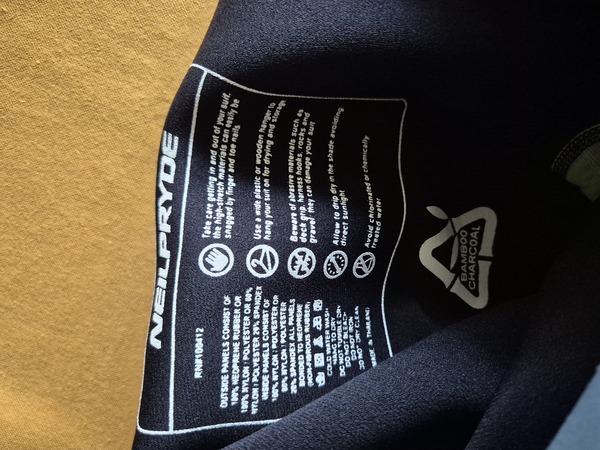 NEILPRYDE
RN#100412
OUTSIDE PANELS CONSIST OF
100% NEOPRENE RUBBER OR
100% NYLON / POLYESTER OR 80%
NYLON / POLYESTER 20% SPANDEX
INSIDE PANELS CONSIST OF
100% NYLON / POLYESTER OR
80% NYLON / POLYESTER
20% SPANDEX ALL PANELS
BONDED TO NEOPRENE
(NONPOROUS) RUBBER:
COLD WATER WASH
HANG TO DRY
DO NOT BLEACH
DO NOT IRON
DO NOT DRY CLEAN
MADE IN THAILAND
Take care getting in and out of your suit,
the high-stretch materials can easily be
snagged by finger and toe nails
Use a wide plastic or wooden hanger to
hang your suit on for drying and storage
Beware of abrasive materials such as
deck grip, harness hooks, rocks and
gravel they can damage your suit
Allow to drip dry in the shade avoiding
direct sunlight
Avoid chlorinated or chemically
treated water
BAMBOO
CHARCOAL